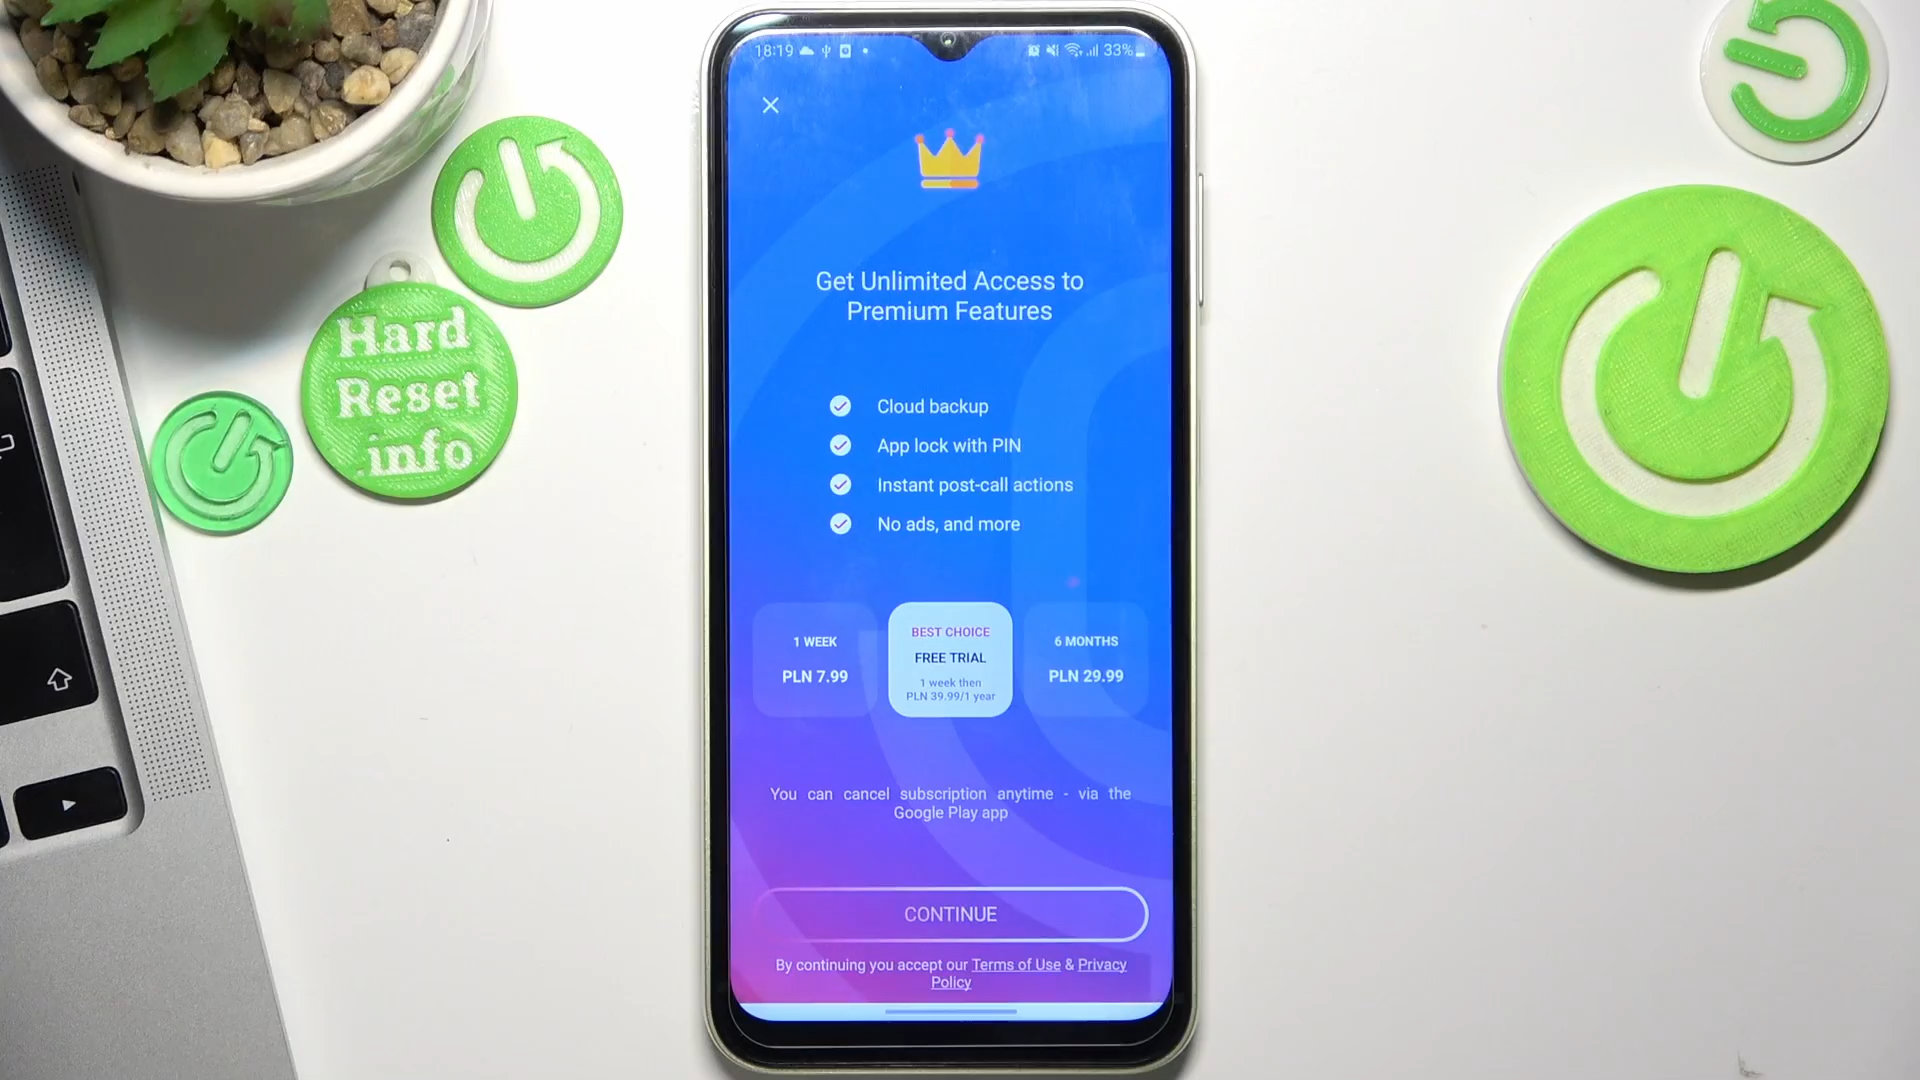 18:19
33%
Get Unlimited Access to
Premium Features
Cloud backup
App lock with PIN
Instant post-call actions
No ads, and more
1 WEEK
PLN 7.99
BEST CHOICE
FREE TRIAL
1 week then
PLN 39.99/1 year
6 MONTHS
PLN 29.99
You can cancel subscription anytime - via the
Google Play app
CONTINUE
By continuing you accept our Terms of Use & Privacy
Policy
Hard
Reset
.info